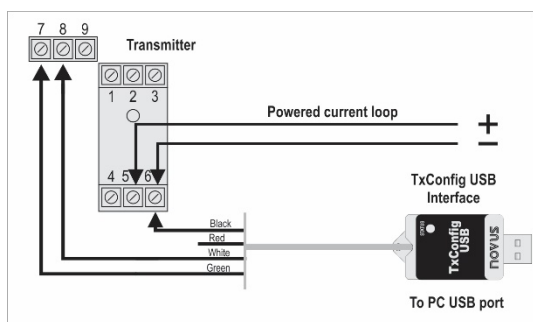 7 8 9
Transmitter
1 2 3
Powered current loop
+
−
4 5 6
TxConfig USB
Interface
Black
Red
White
Green
TxConfig
USB
novus
To PC USB port